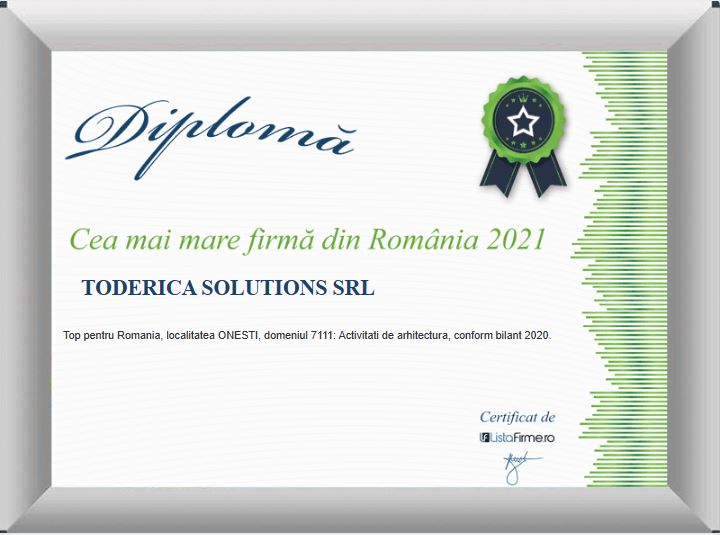 Diplomă
Cea mai mare firmă din România 2021
TODERICA SOLUTIONS SRL
Top pentru Romania, localitatea ONESTI, domeniul 7111: Activitati de arhitectura, conform bilant 2020.
Certificat de
ListaFirme.ro